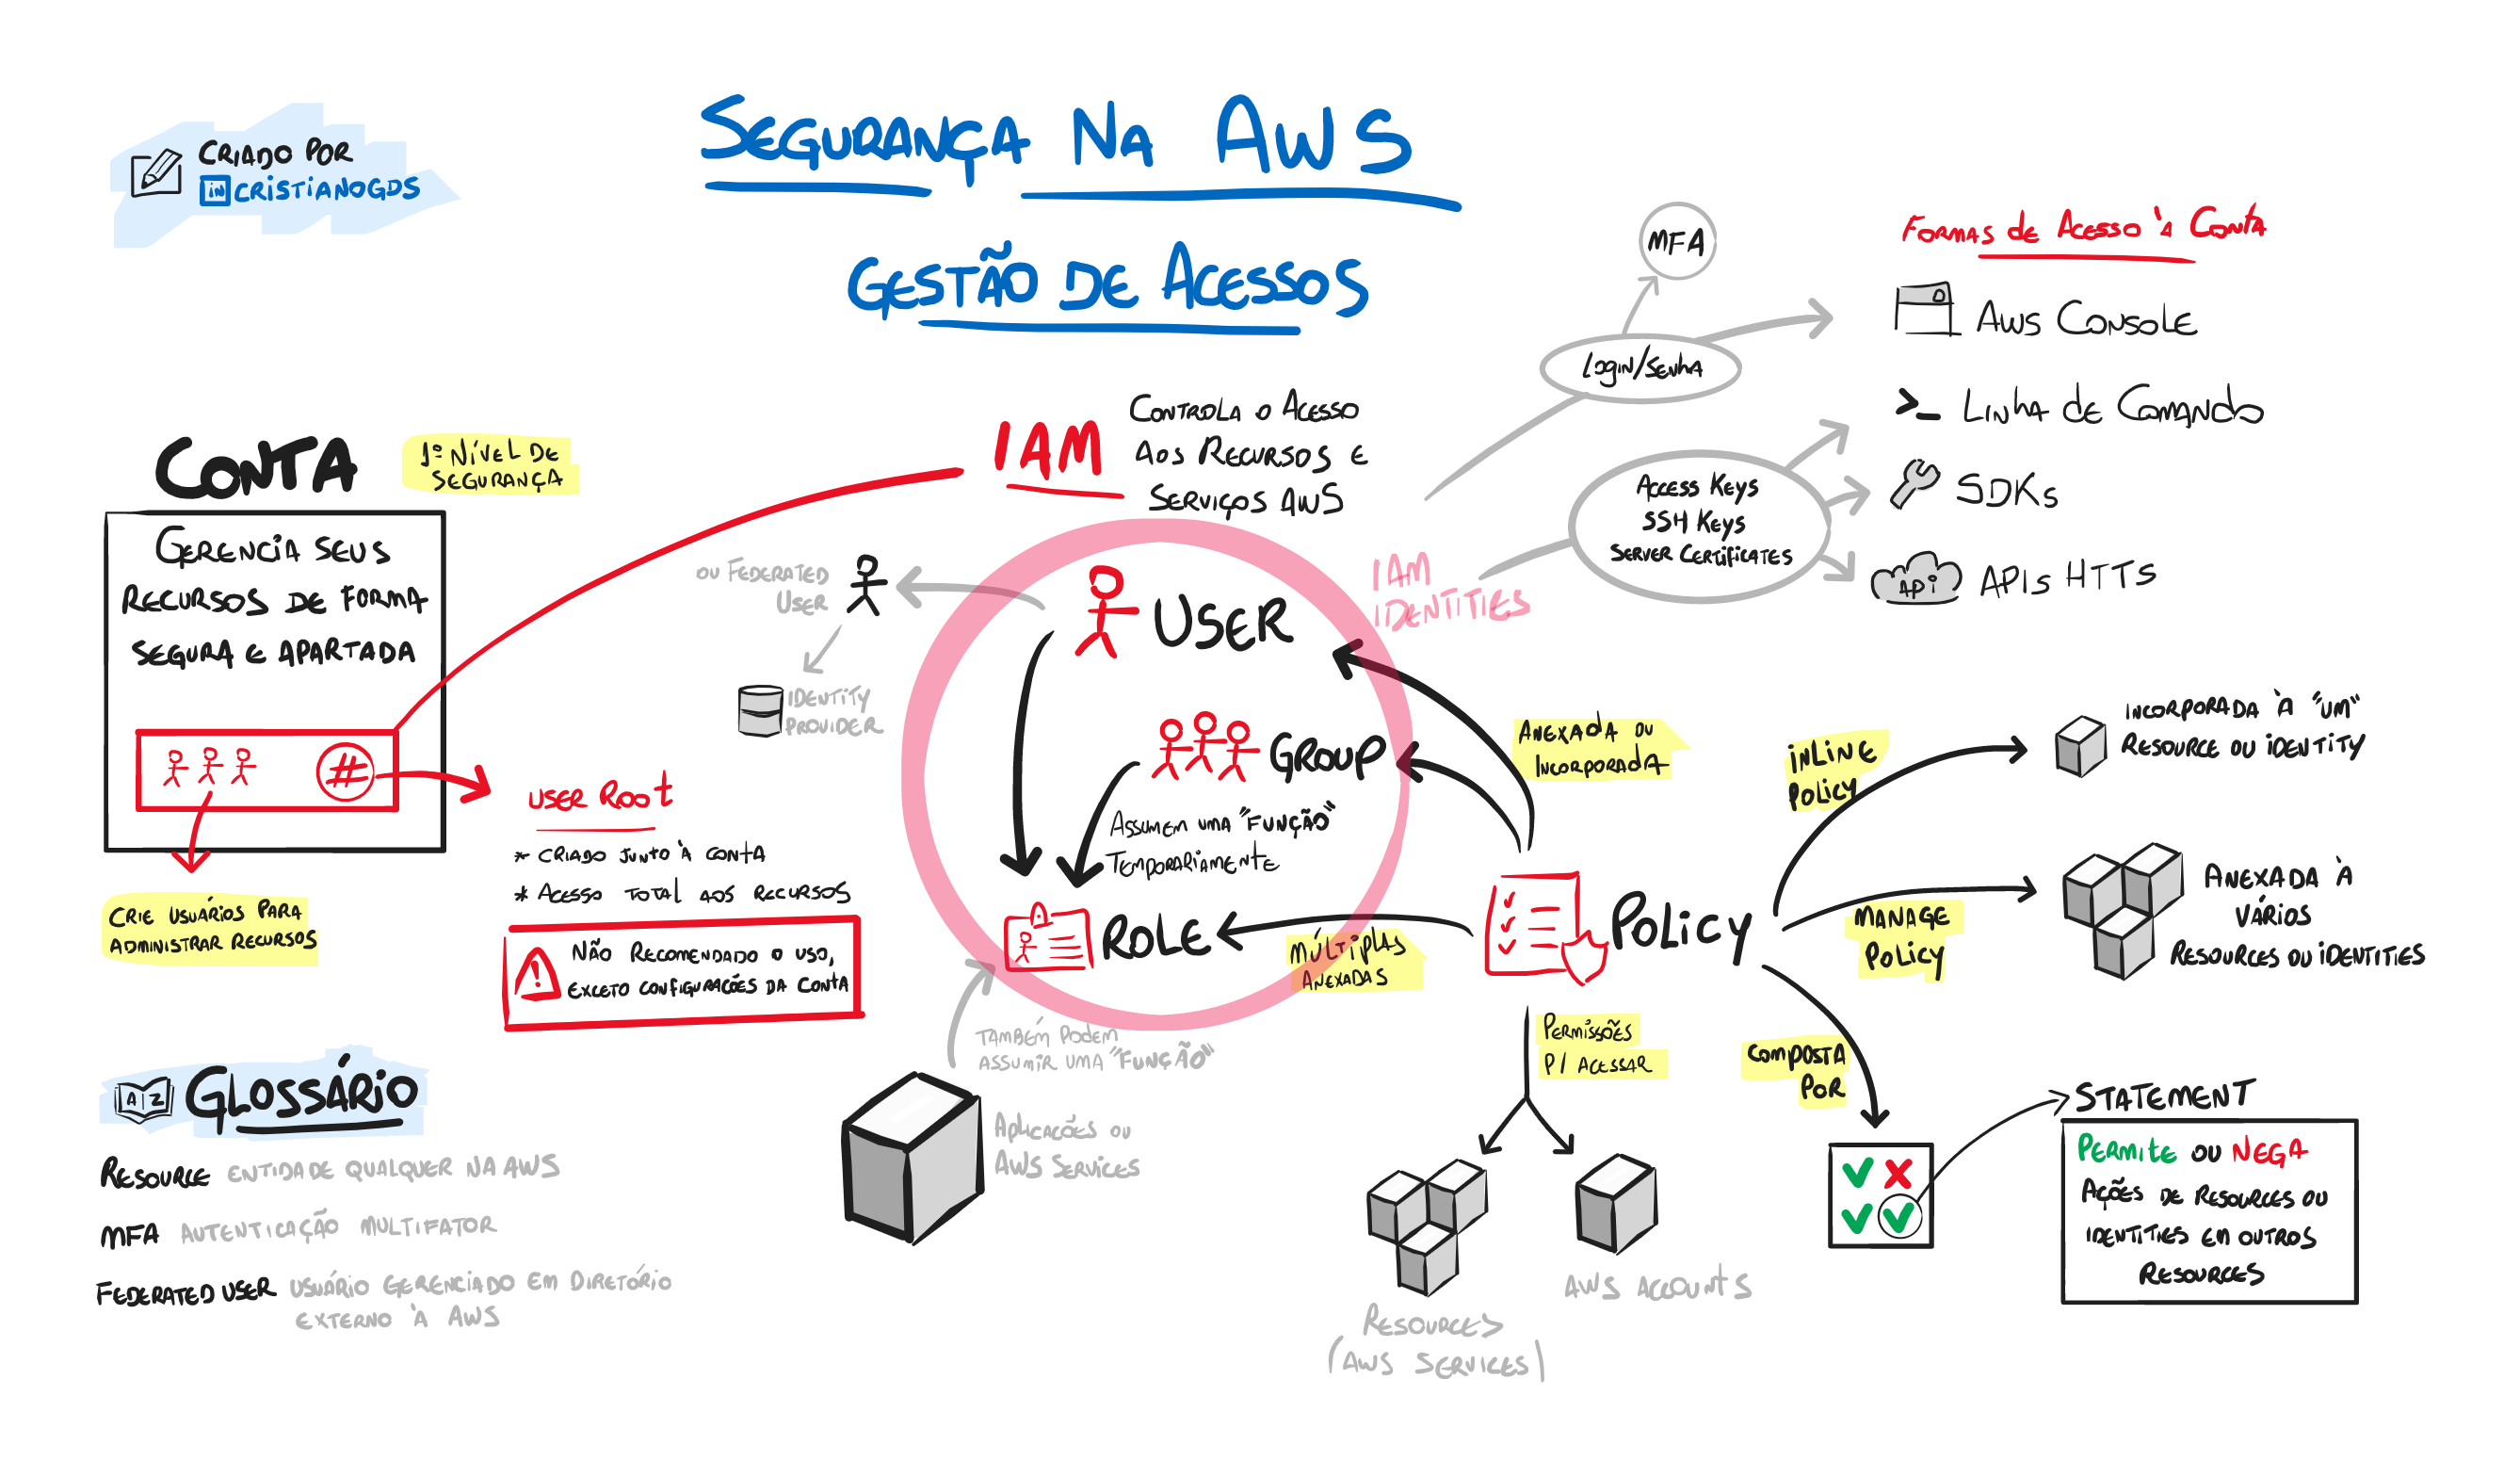 SEGURANÇA NA AWS
GESTÃO DE ACESSOS
CRIADO POR
in CRISTIANOGDS
CONTA
1º NÍVEL DE
SEGURANÇA
GERENCIA SEUS
RECURSOS DE FORMA
SEGURA E APARTADA
#
CRIE USUÁRIOS PARA
ADMINISTRAR RECURSOS
USER ROOT
* CRIADO JUNTO À CONTA
* ACESSO TOTAL AOS RECURSOS
!
NÃO RECOMENDADO O USO,
EXCETO CONFIGURAÇÕES DA CONTA
IAM
CONTROLA O ACESSO
AOS RECURSOS E
SERVIÇOS AWS
OU FEDERATED
USER
IDENTITY
PROVIDER
USER
IAM
IDENTITIES
GROUP
ASSUMEM UMA "FUNÇÃO"
TEMPORARIAMENTE
ROLE
TAMBÉM PODEM
ASSUMIR UMA "FUNÇÃO"
APLICAÇÕES OU
AWS SERVICES
LOGIN/SENHA
MFA
ACCESS KEYS
SSH KEYS
SERVER CERTIFICATES
FORMAS DE ACESSO À CONTA
AWS CONSOLE
>_ LINHA DE COMANDO
SDKs
API
APIs HTTS
ANEXADA OU
INCORPORADA
MÚLTIPLAS
ANEXADAS
POLICY
INLINE
POLICY
INCORPORADA À "UM"
RESOURCE OU IDENTITY
MANAGE
POLICY
ANEXADA À
VÁRIOS
RESOURCES OU IDENTITIES
PERMISSÕES
P/ ACESSAR
RESOURCES
(AWS SERVICES)
AWS ACCOUNTS
COMPOSTA
POR
STATEMENT
PERMITE OU NEGA
AÇÕES DE RESOURCES OU
IDENTITIES EM OUTROS
RESOURCES
A Z
GLOSSÁRIO
RESOURCE ENTIDADE QUALQUER NA AWS
MFA AUTENTICAÇÃO MULTIFATOR
FEDERATED USER USUÁRIO GERENCIADO EM DIRETÓRIO
EXTERNO À AWS